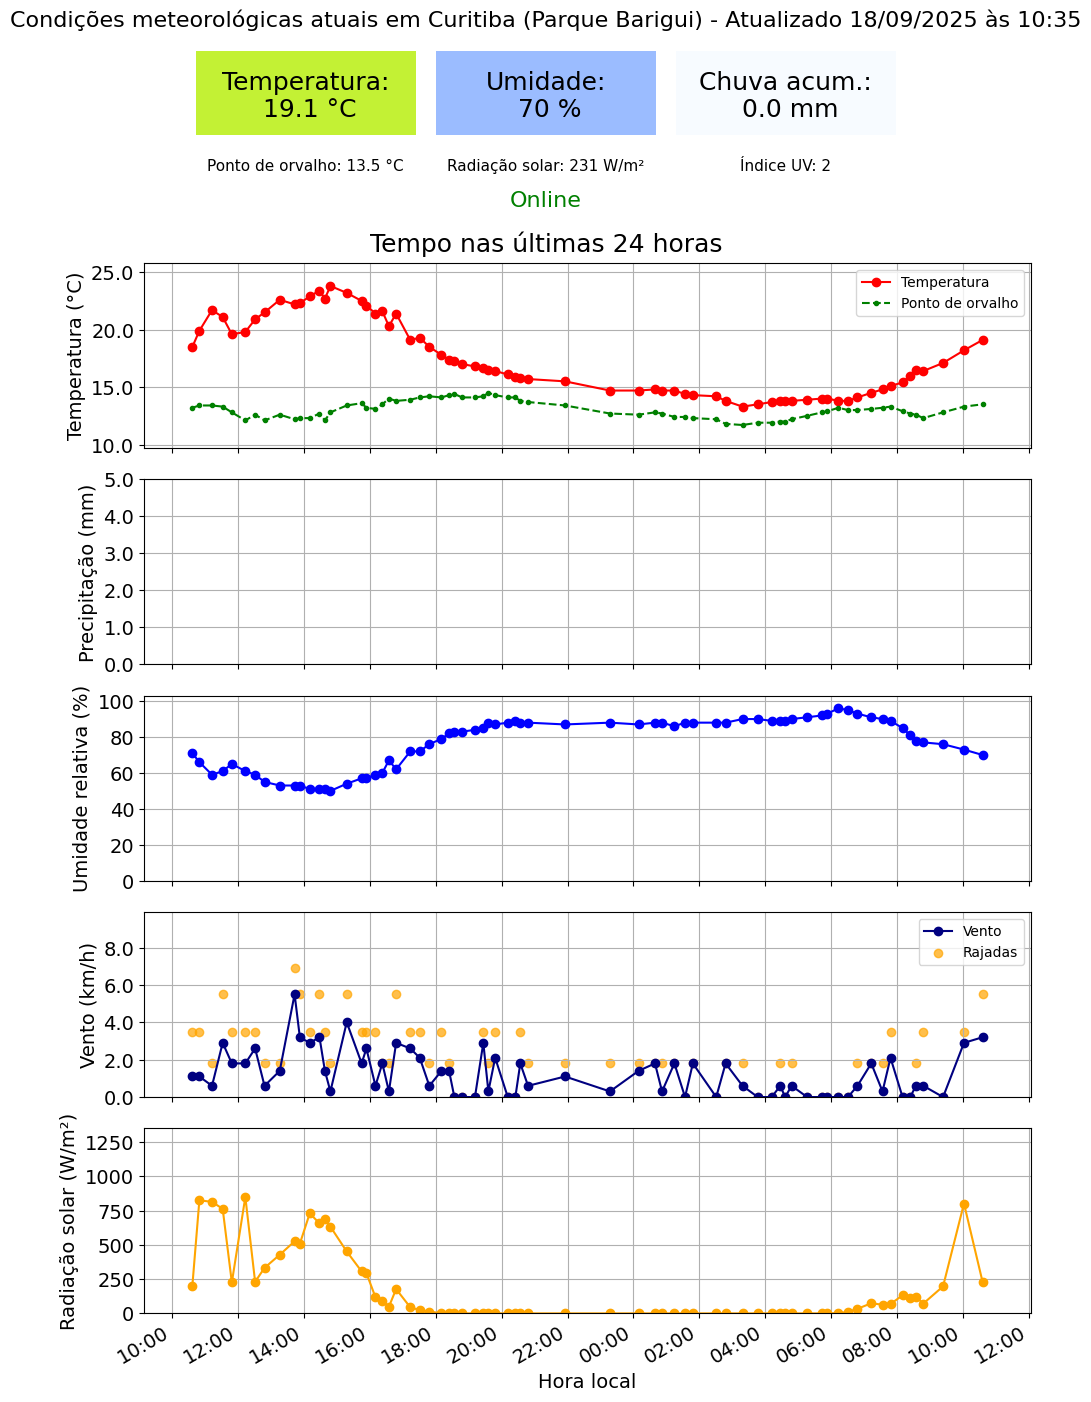 Condições meteorológicas atuais em Curitiba (Parque Barigui) - Atualizado 18/09/2025 às 10:35
Temperatura:
19.1 °C
Umidade:
70 %
Chuva acum.:
0.0 mm
Ponto de orvalho: 13.5 °C
Radiação solar: 231 W/m²
Índice UV: 2
Online
Tempo nas últimas 24 horas
Temperatura (°C)
25.0
20.0
15.0
10.0
Temperatura
Ponto de orvalho
Precipitação (mm)
5.0
4.0
3.0
2.0
1.0
0.0
Umidade relativa (%)
100
80
60
40
20
0
Vento (km/h)
8.0
6.0
4.0
2.0
0.0
Vento
Rajadas
Radiação solar (W/m²)
1250
1000
750
500
250
0
10:00
12:00
14:00
16:00
18:00
20:00
22:00
00:00
02:00
04:00
06:00
08:00
10:00
12:00
Hora local